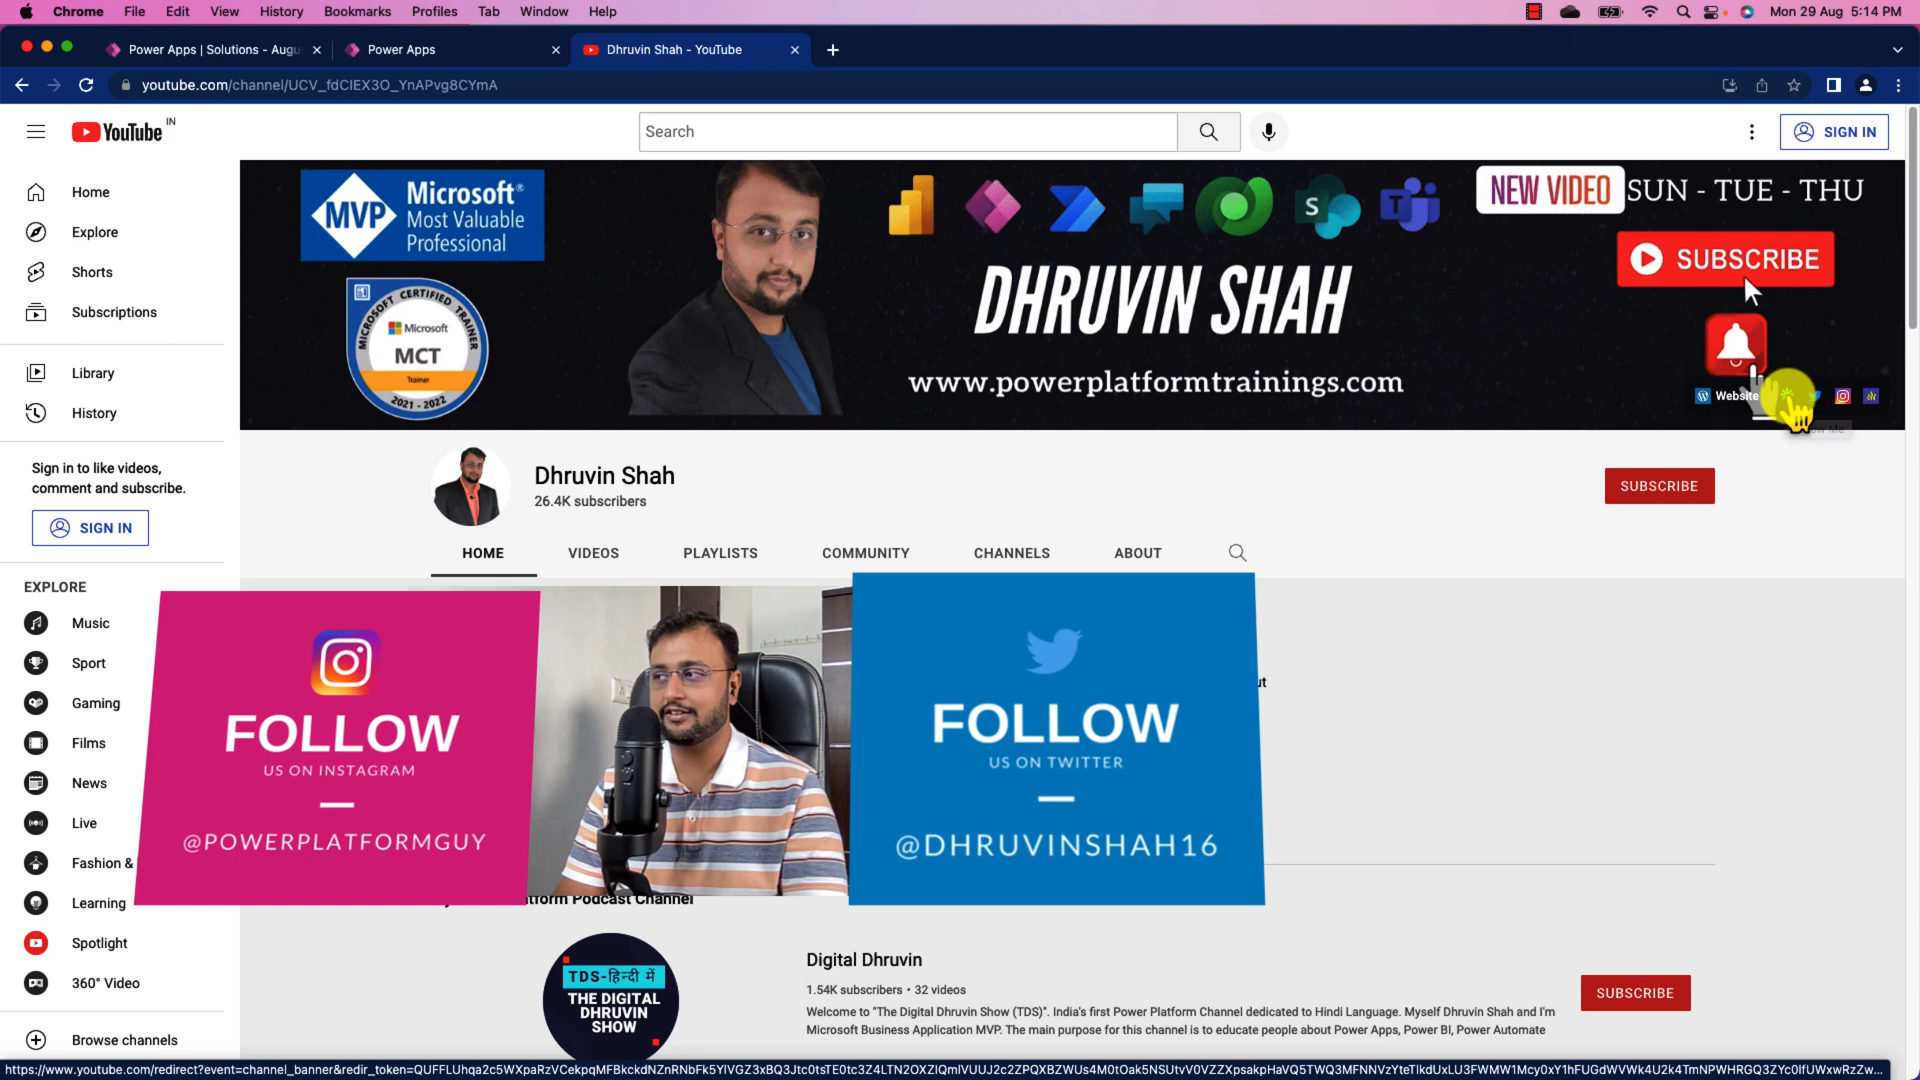 Chrome File Edit View History Bookmarks Profiles Tab Window Help Mon 29 Aug 5:14 PM
Power Apps | Solutions - Augu Power Apps Dhruvin Shah - YouTube
youtube.com/channel/UCV_fdCIEX3O_YnAPvg8CYmA
YouTube IN
Search
SIGN IN
Home
Explore
Shorts
Subscriptions
Library
History
Sign in to like videos,
comment and subscribe.
SIGN IN
EXPLORE
Music
Sport
Gaming
Films
News
Live
Fashion &
Learning
Spotlight
360° Video
Browse channels
MVP
Microsoft®
Most Valuable
Professional
MICROSOFT CERTIFIED TRAINER
Microsoft
MCT
Trainer
2021 - 2022
S
T
DHRUVIN SHAH
www.powerplatformtrainings.com
NEW VIDEO SUN - TUE - THU
SUBSCRIBE
Website
Dhruvin Shah
26.4K subscribers
SUBSCRIBE
HOME VIDEOS PLAYLISTS COMMUNITY CHANNELS ABOUT
FOLLOW
US ON INSTAGRAM
@POWERPLATFORMGUY
FOLLOW
US ON TWITTER
@DHRUVINSHAH16
Podcast Channel
TDS-हिन्दी में
THE DIGITAL
DHRUVIN
SHOW
Digital Dhruvin
1.54K subscribers • 32 videos
Welcome to "The Digital Dhruvin Show (TDS)". India's first Power Platform Channel dedicated to Hindi Language. Myself Dhruvin Shah and I'm
Microsoft Business Application MVP. The main purpose for this channel is to educate people about Power Apps, Power BI, Power Automate
SUBSCRIBE